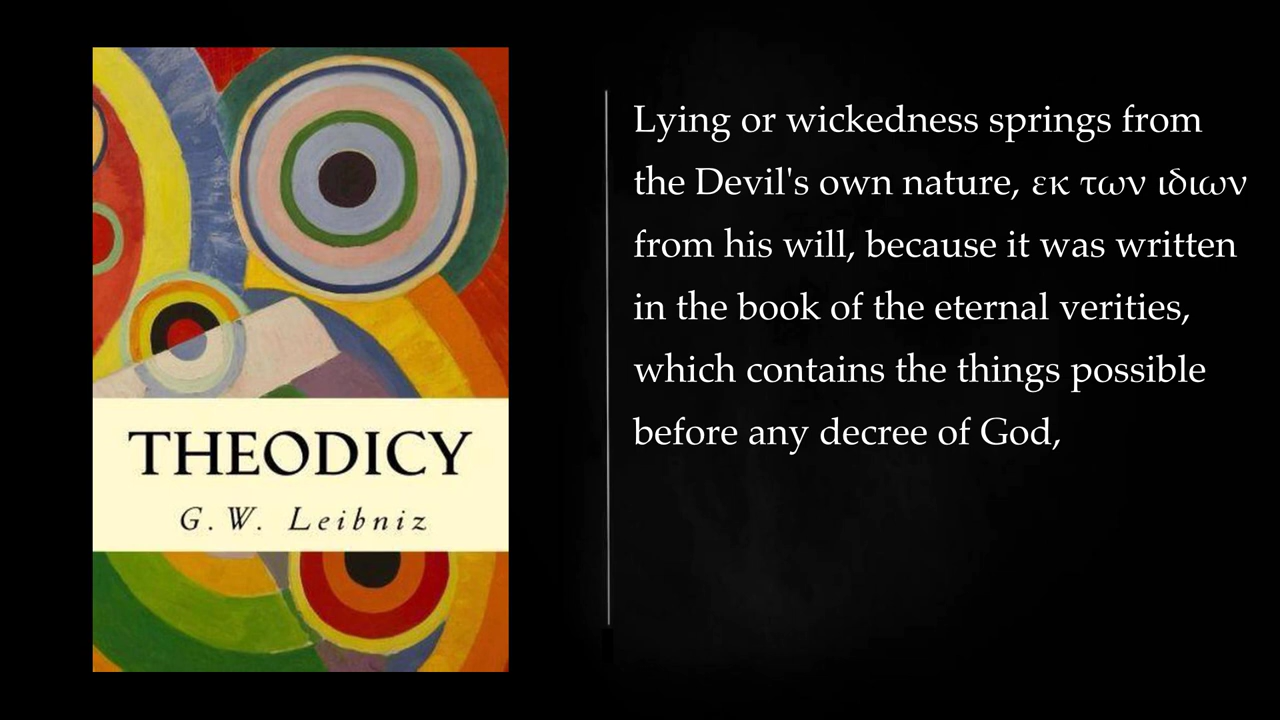 THEODICY
G. W. Leibniz
Lying or wickedness springs from
the Devil's own nature, εκ των ιδιων
from his will, because it was written
in the book of the eternal verities,
which contains the things possible
before any decree of God,